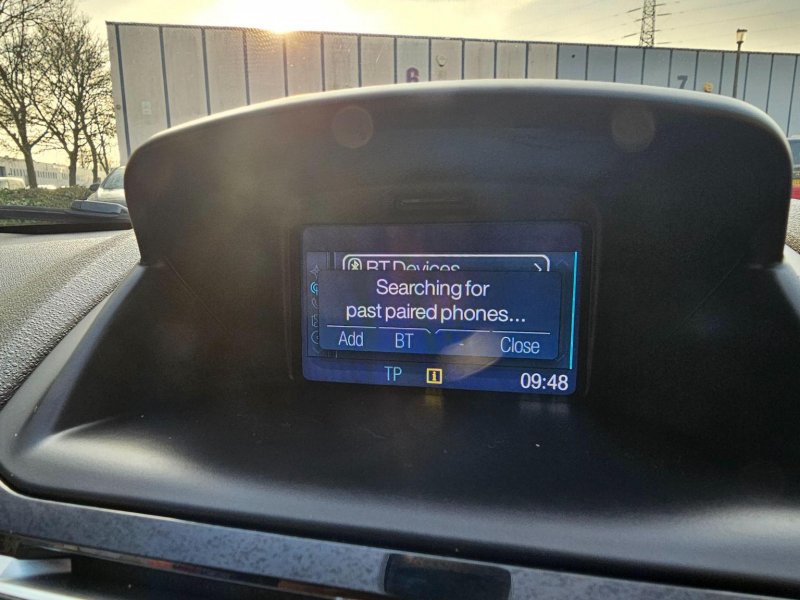 6
7
BT Devices
Searching for
past paired phones...
Add BT - Close
TP i 09:48